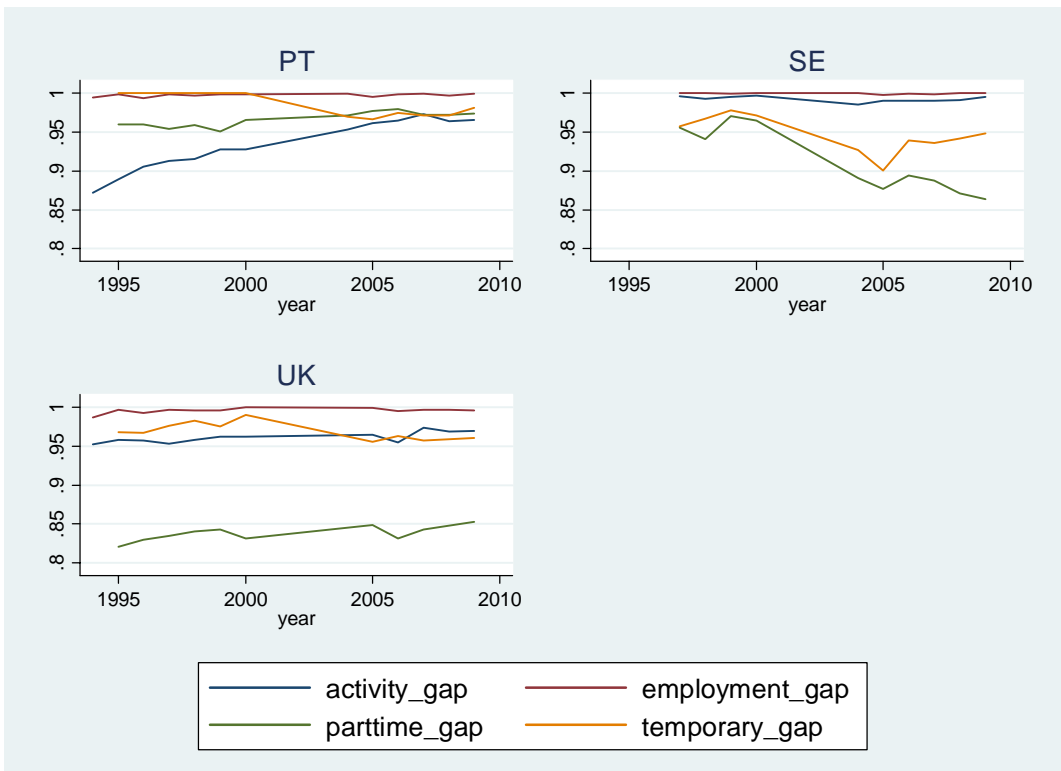 PT
1
.95
.9
.85
.8
1995 2000 2005 2010
year
SE
1
.95
.9
.85
.8
1995 2000 2005 2010
year
UK
1
.95
.9
.85
.8
1995 2000 2005 2010
year
activity_gap employment_gap
parttime_gap temporary_gap